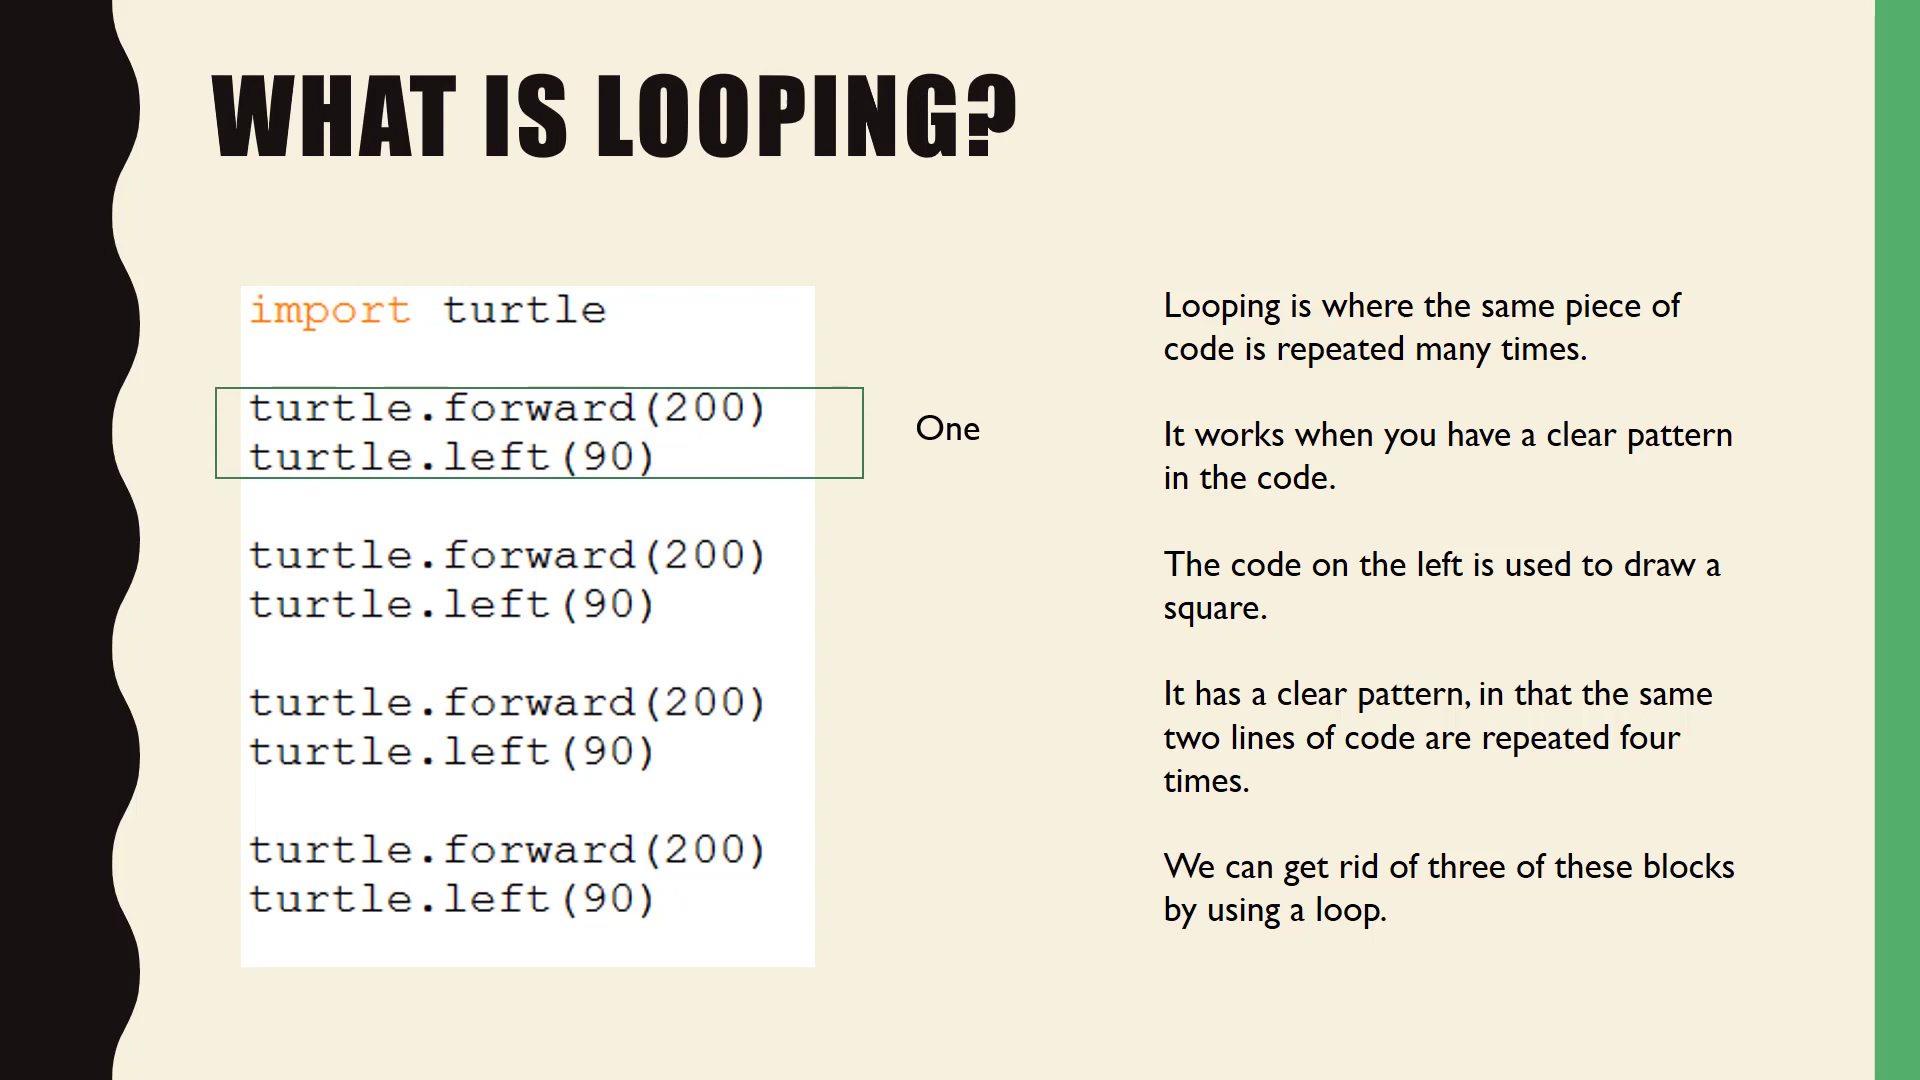 WHAT IS LOOPING?
import turtle
turtle.forward(200)
turtle.left(90)
One
turtle.forward(200)
turtle.left(90)
turtle.forward(200)
turtle.left(90)
turtle.forward(200)
turtle.left(90)
Looping is where the same piece of
code is repeated many times.
It works when you have a clear pattern
in the code.
The code on the left is used to draw a
square.
It has a clear pattern, in that the same
two lines of code are repeated four
times.
We can get rid of three of these blocks
by using a loop.